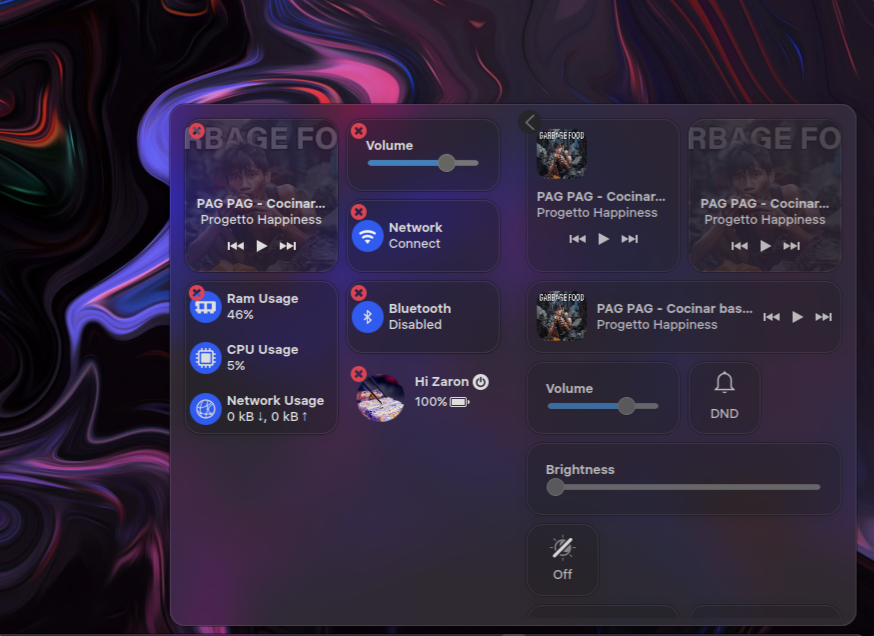 RBAGE FO
PAG PAG - Cocinar...
Progetto Happiness
Volume
Network
Connect
Ram Usage
46%
CPU Usage
5%
Network Usage
0 kB ↓, 0 kB ↑
Bluetooth
Disabled
Hi Zaron
100%
GARBAGE FOOD
PAG PAG - Cocinar...
Progetto Happiness
RBAGE FO
PAG PAG - Cocinar...
Progetto Happiness
GARBAGE FOOD
PAG PAG - Cocinar bas...
Progetto Happiness
Volume
DND
Brightness
Off